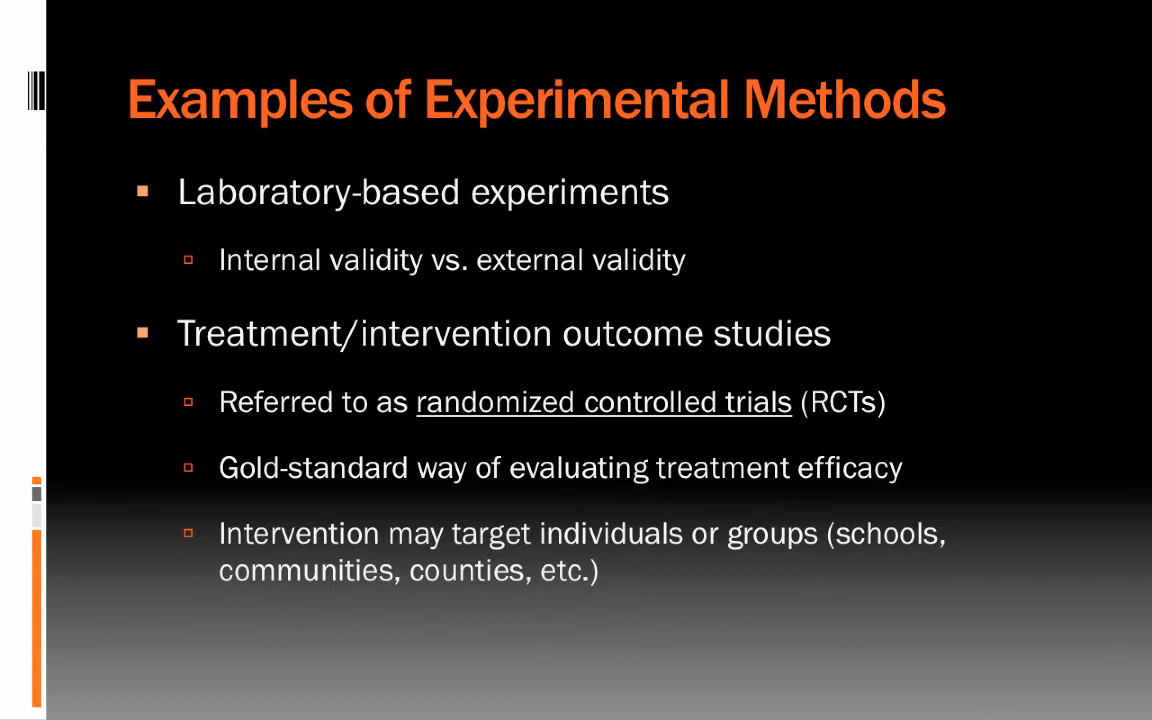 Examples of Experimental Methods
Laboratory-based experiments
Internal validity vs. external validity
Treatment/intervention outcome studies
Referred to as randomized controlled trials (RCTs)
Gold-standard way of evaluating treatment efficacy
Intervention may target individuals or groups (schools,
communities, counties, etc.)